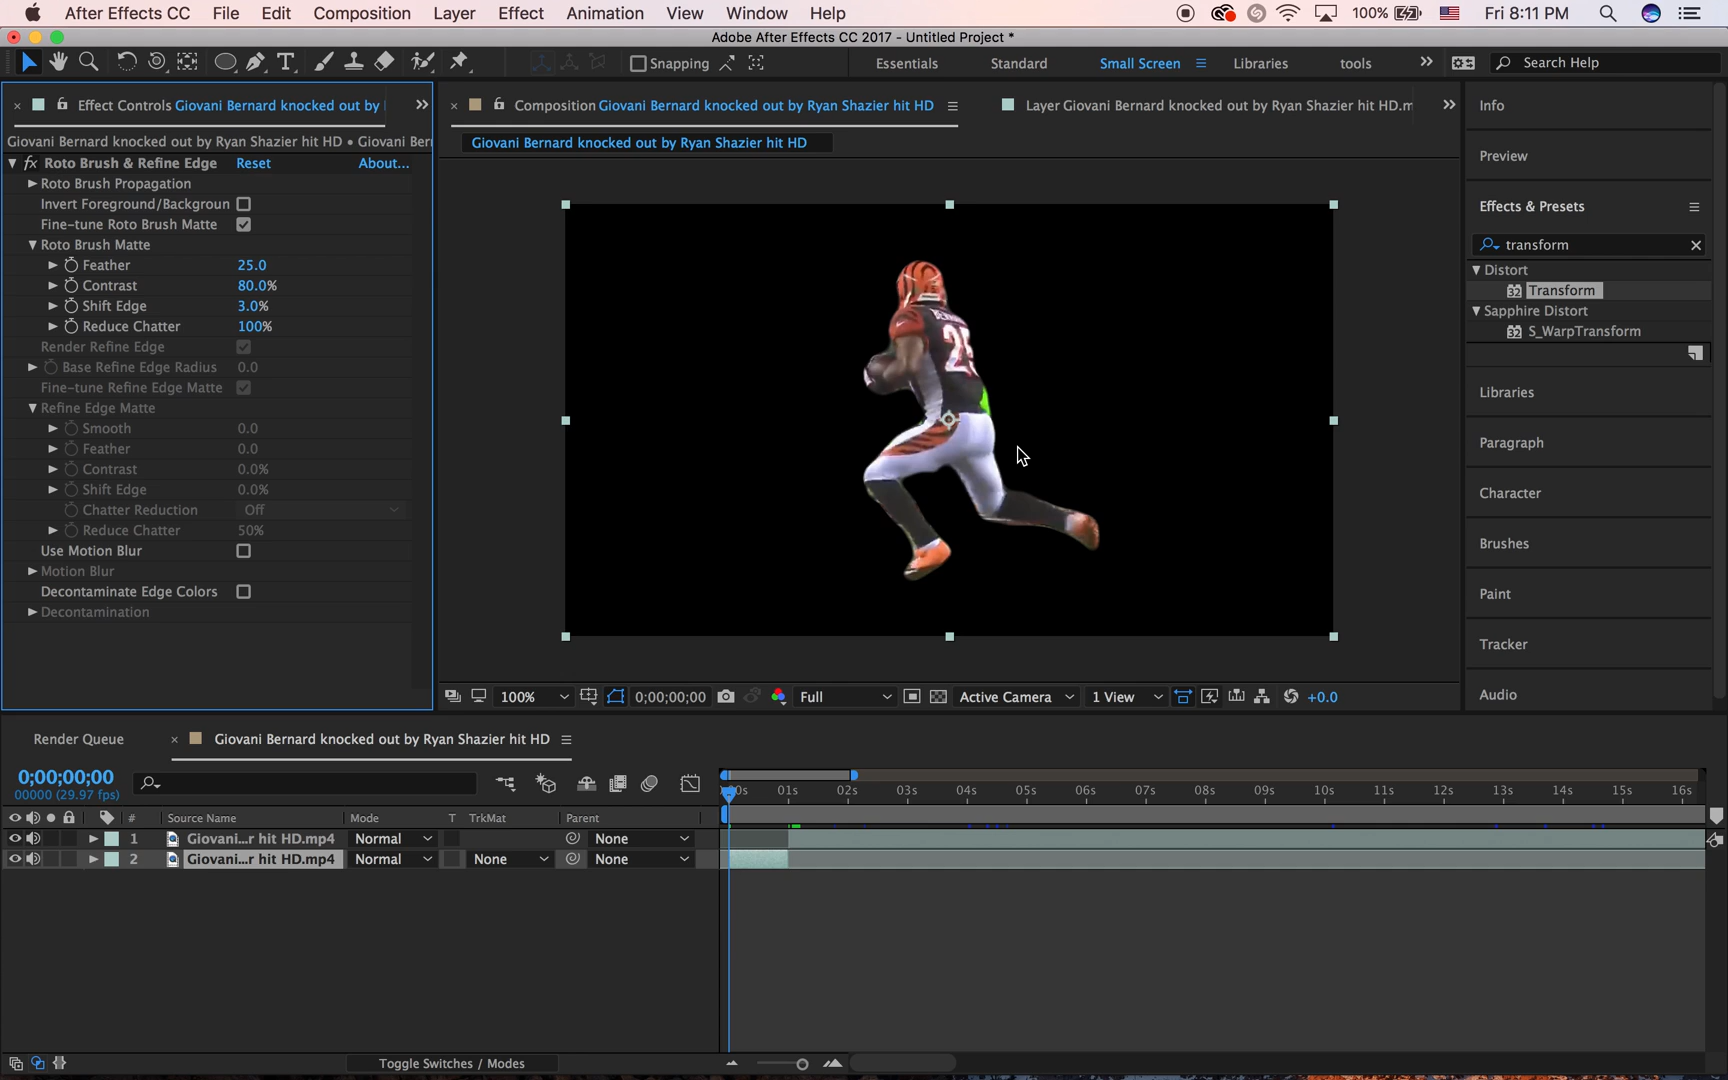 After Effects CC File Edit Composition Layer Effect Animation View Window Help 100% Fri 8:11 PM
Adobe After Effects CC 2017 - Untitled Project *
Snapping Essentials Standard Small Screen Libraries tools Search Help
Effect Controls Giovani Bernard knocked out by
Composition Giovani Bernard knocked out by Ryan Shazier hit HD
Layer Giovani Bernard knocked out by Ryan Shazier hit HD.m
Info
Giovani Bernard knocked out by Ryan Shazier hit HD • Giovani Ber
Giovani Bernard knocked out by Ryan Shazier hit HD
Preview
fx Roto Brush & Refine Edge Reset About...
Roto Brush Propagation
Invert Foreground/Backgroun
Fine-tune Roto Brush Matte
Roto Brush Matte
Feather 25.0
Contrast 80.0%
Shift Edge 3.0%
Reduce Chatter 100%
Render Refine Edge
Base Refine Edge Radius 0.0
Fine-tune Refine Edge Matte
Refine Edge Matte
Smooth 0.0
Feather 0.0
Contrast 0.0%
Shift Edge 0.0%
Chatter Reduction Off
Reduce Chatter 50%
Use Motion Blur
Motion Blur
Decontaminate Edge Colors
Decontamination
25
Effects & Presets
transform
Distort
32 Transform
Sapphire Distort
32 S_WarpTransform
Libraries
Paragraph
Character
Brushes
Paint
Tracker
Audio
100% 0;00;00;00 Full Active Camera 1 View +0.0
Render Queue
Giovani Bernard knocked out by Ryan Shazier hit HD
0;00;00;00
00000 (29.97 fps)
01s 02s 03s 04s 05s 06s 07s 08s 09s 10s 11s 12s 13s 14s 15s 16s
# Source Name Mode T TrkMat Parent
1 Giovani...r hit HD.mp4 Normal None
2 Giovani...r hit HD.mp4 Normal None None
Toggle Switches / Modes